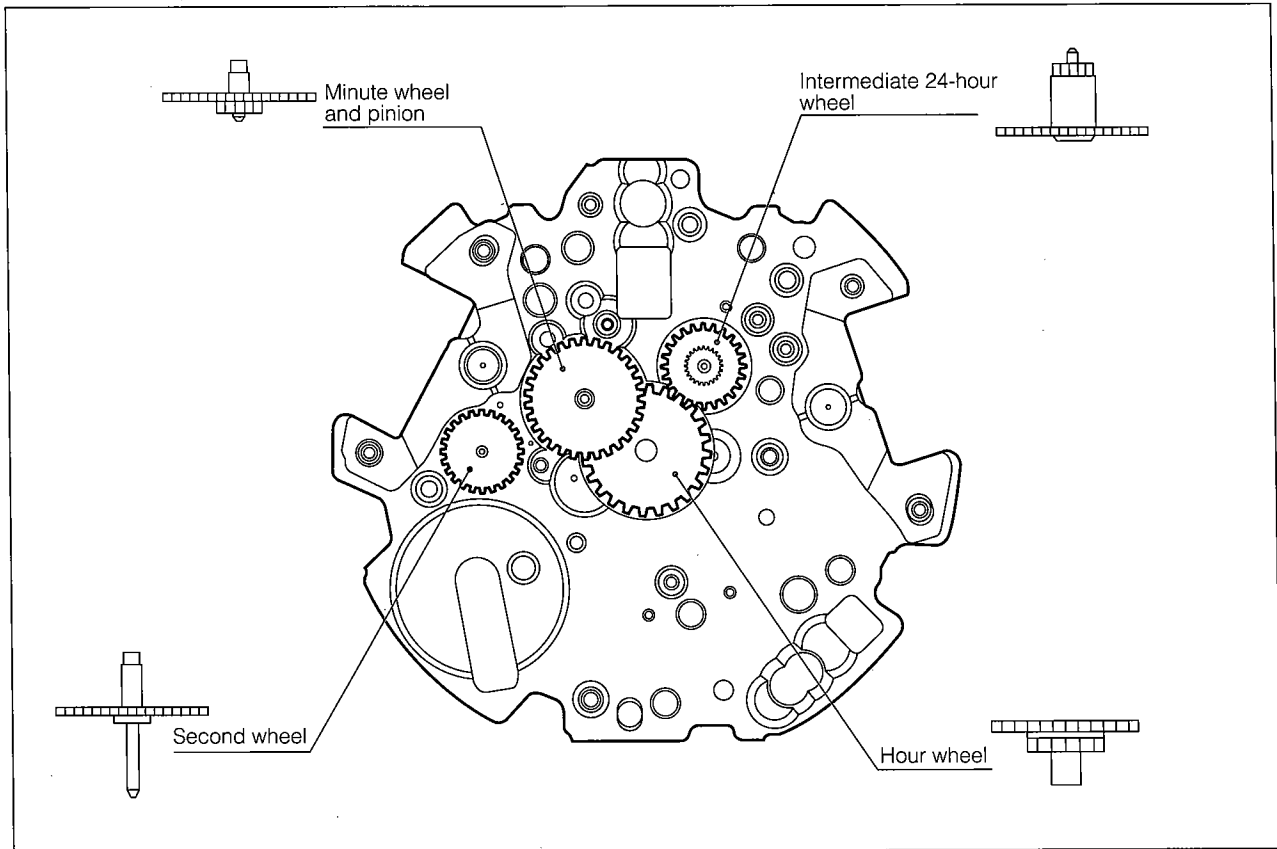 Minute wheel
and pinion
Intermediate 24-hour
wheel
Second wheel
Hour wheel